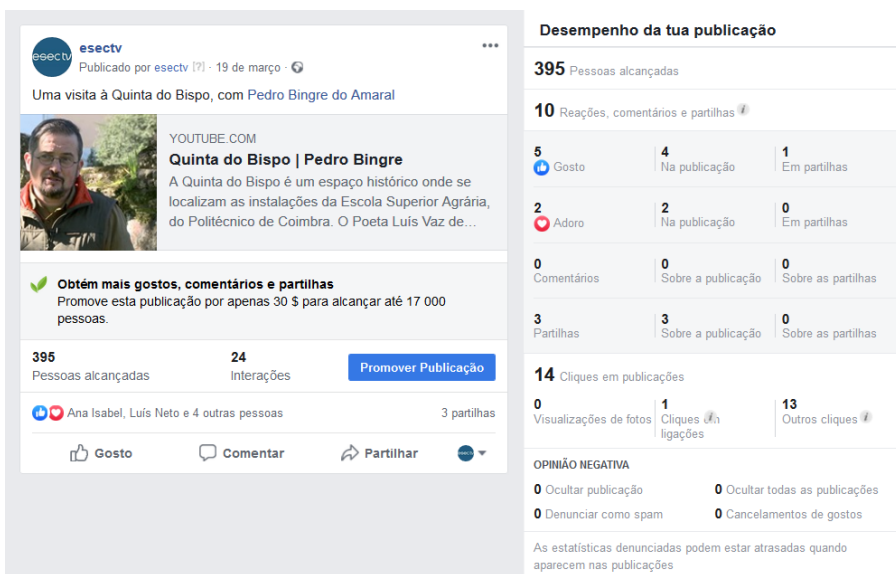 esectv
esectv
Publicado por esectv [?] · 19 de março ·
Uma visita à Quinta do Bispo, com Pedro Bingre do Amaral
YOUTUBE.COM
Quinta do Bispo | Pedro Bingre
A Quinta do Bispo é um espaço histórico onde se
localizam as instalações da Escola Superior Agrária,
do Politécnico de Coimbra. O Poeta Luís Vaz de...
Obtém mais gostos, comentários e partilhas
Promove esta publicação por apenas 30 $ para alcançar até 17 000
pessoas.
395 24
Pessoas alcançadas Interações
Promover Publicação
Ana Isabel, Luís Neto e 4 outras pessoas 3 partilhas
Gosto Comentar Partilhar
Desempenho da tua publicação
395 Pessoas alcançadas
10 Reações, comentários e partilhas
5 4 1
Gosto Na publicação Em partilhas
2 2 0
Adoro Na publicação Em partilhas
0 0 0
Comentários Sobre a publicação Sobre as partilhas
3 3 0
Partilhas Sobre a publicação Sobre as partilhas
14 Cliques em publicações
0 1 13
Visualizações de fotos Cliques em Outros cliques
ligações
OPINIÃO NEGATIVA
0 Ocultar publicação 0 Ocultar todas as publicações
0 Denunciar como spam 0 Cancelamentos de gostos
As estatísticas denunciadas podem estar atrasadas quando
aparecem nas publicações